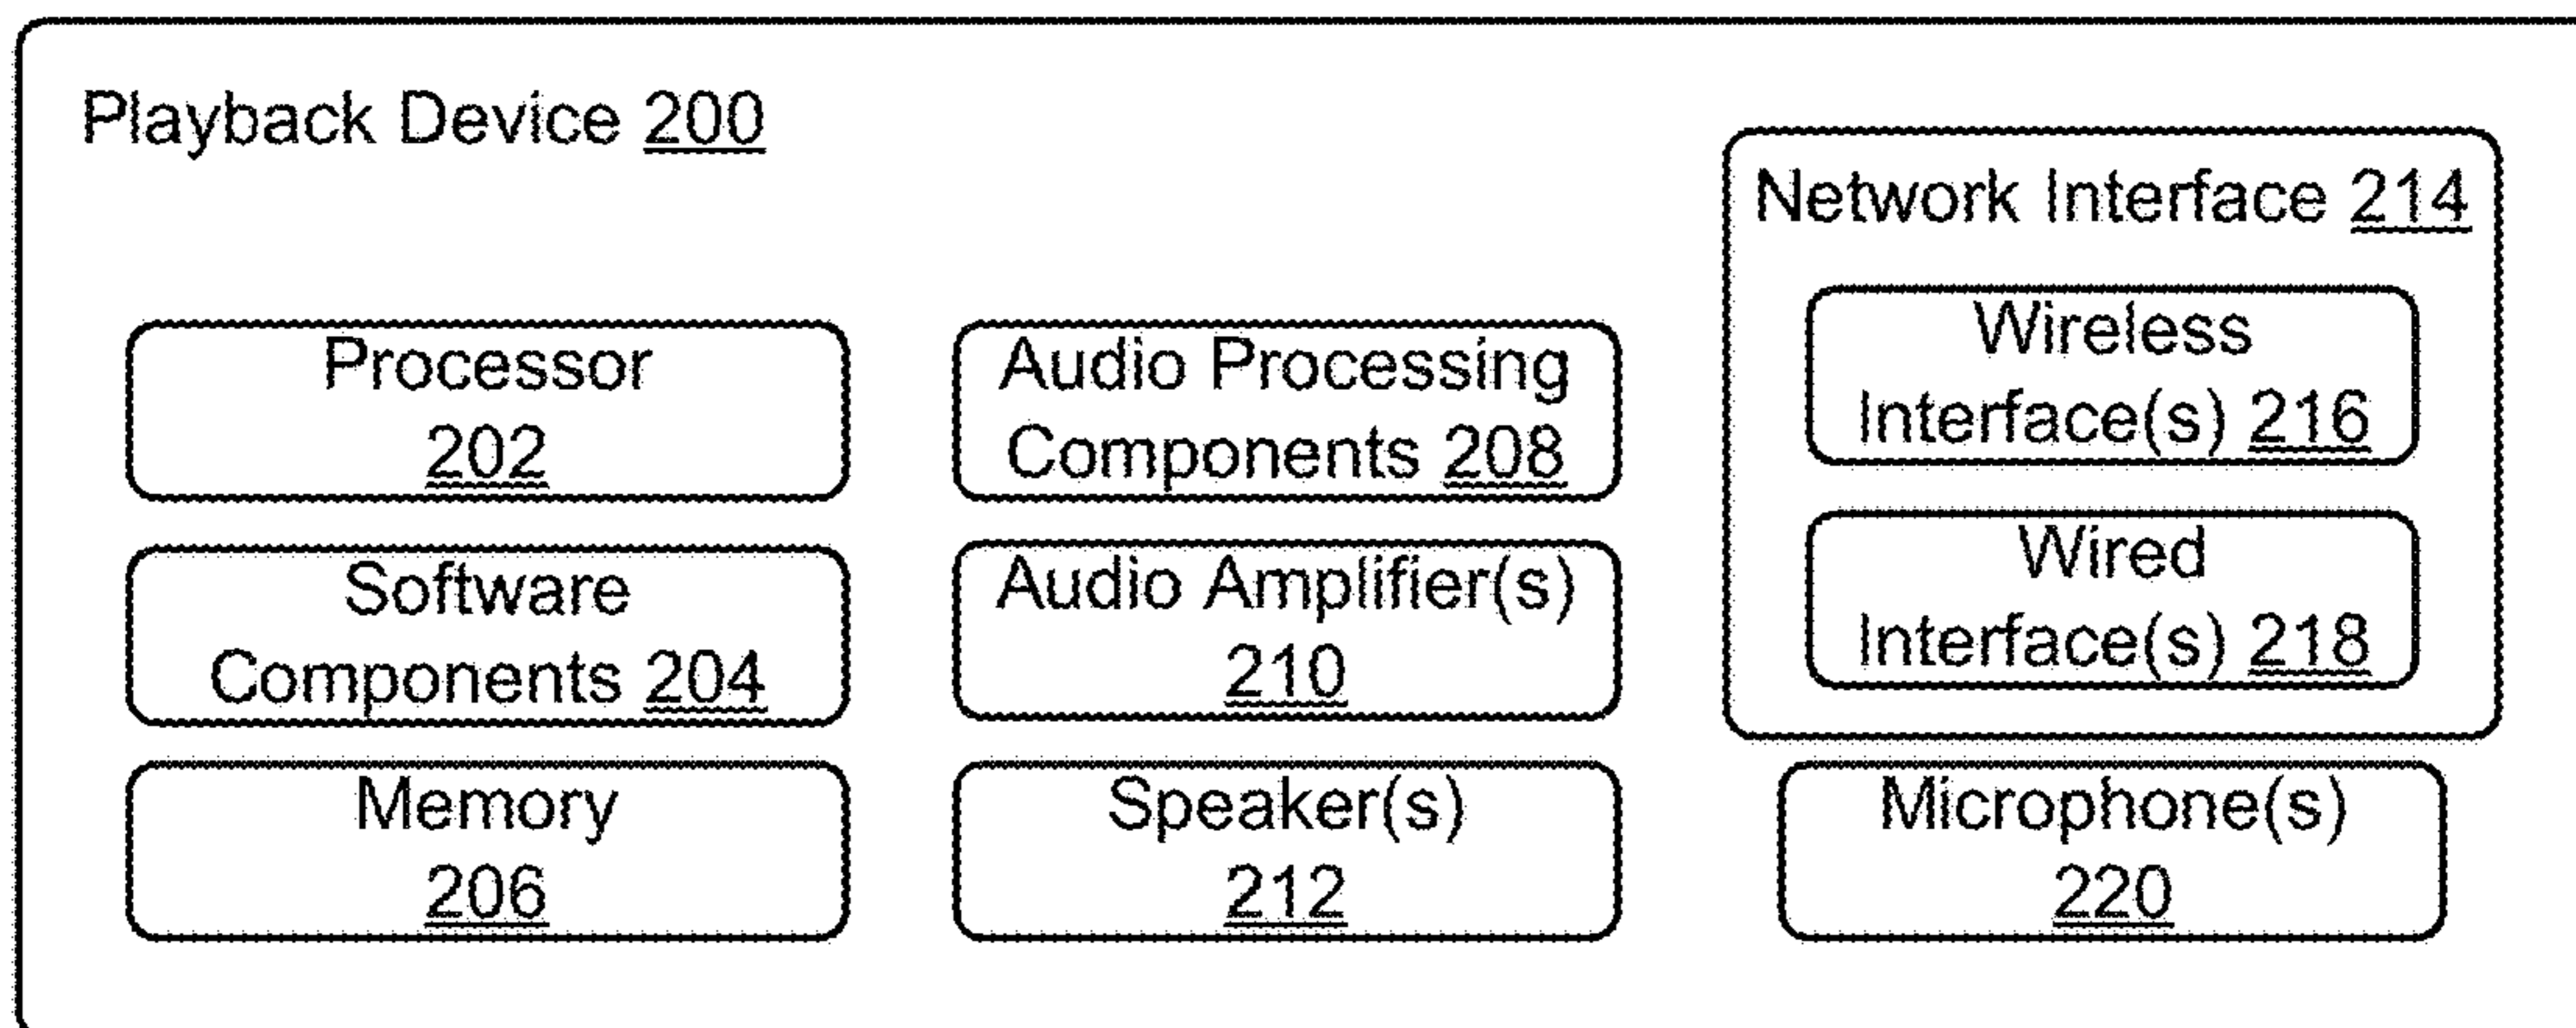 Playback Device 200
Processor
202
Software
Components 204
Memory
206
Audio Processing
Components 208
Audio Amplifier(s)
210
Speaker(s)
212
Network Interface 214
Wireless
Interface(s) 216
Wired
Interface(s) 218
Microphone(s)
220